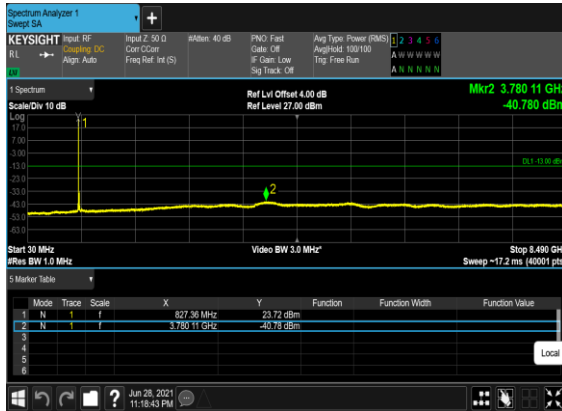 Spectrum Analyzer 1
Swept SA
+
KEYSIGHT Input: RF Input Z: 50 Ω #Atten: 40 dB PNO: Fast Avg Type: Power (RMS) 1 2 3 4 5 6
RL Coupling: DC Corr CCorr Gate: Off Avg|Hold: 100/100 A W W W W W
Align: Auto Freq Ref: Int (S) IF Gain: Low Trig: Free Run
LXI Sig Track: Off A N N N N N
1 Spectrum Ref Lvl Offset 4.00 dB Mkr2 3.780 11 GHz
Scale/Div 10 dB Ref Level 27.00 dBm -40.780 dBm
Log
17.0
7.00
-3.00
-13.0
-23.0
-33.0
-43.0
-53.0
-63.0
1
DL1 -13.00 dBm
2
Start 30 MHz Video BW 3.0 MHz* Stop 8.490 GHz
#Res BW 1.0 MHz Sweep ~17.2 ms (40001 pts)
5 Marker Table
Mode Trace Scale X Y Function Function Width Function Value
1 N 1 f 827.36 MHz 23.72 dBm
2 N 1 f 3.780 11 GHz -40.78 dBm
3
4
5
6
Local
? Jun 28, 2021
11:18:43 PM